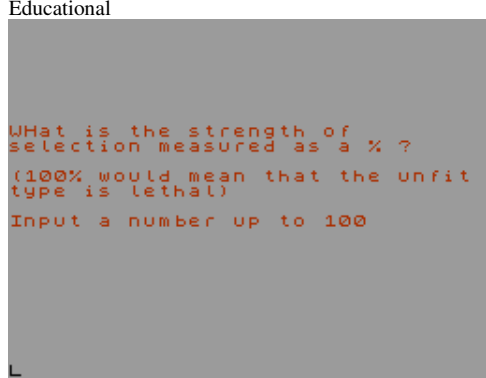 Educational
WHat is the strength of
selection measured as a % ?
(100% would mean that the unfit
type is lethal)
Input a number up to 100
L